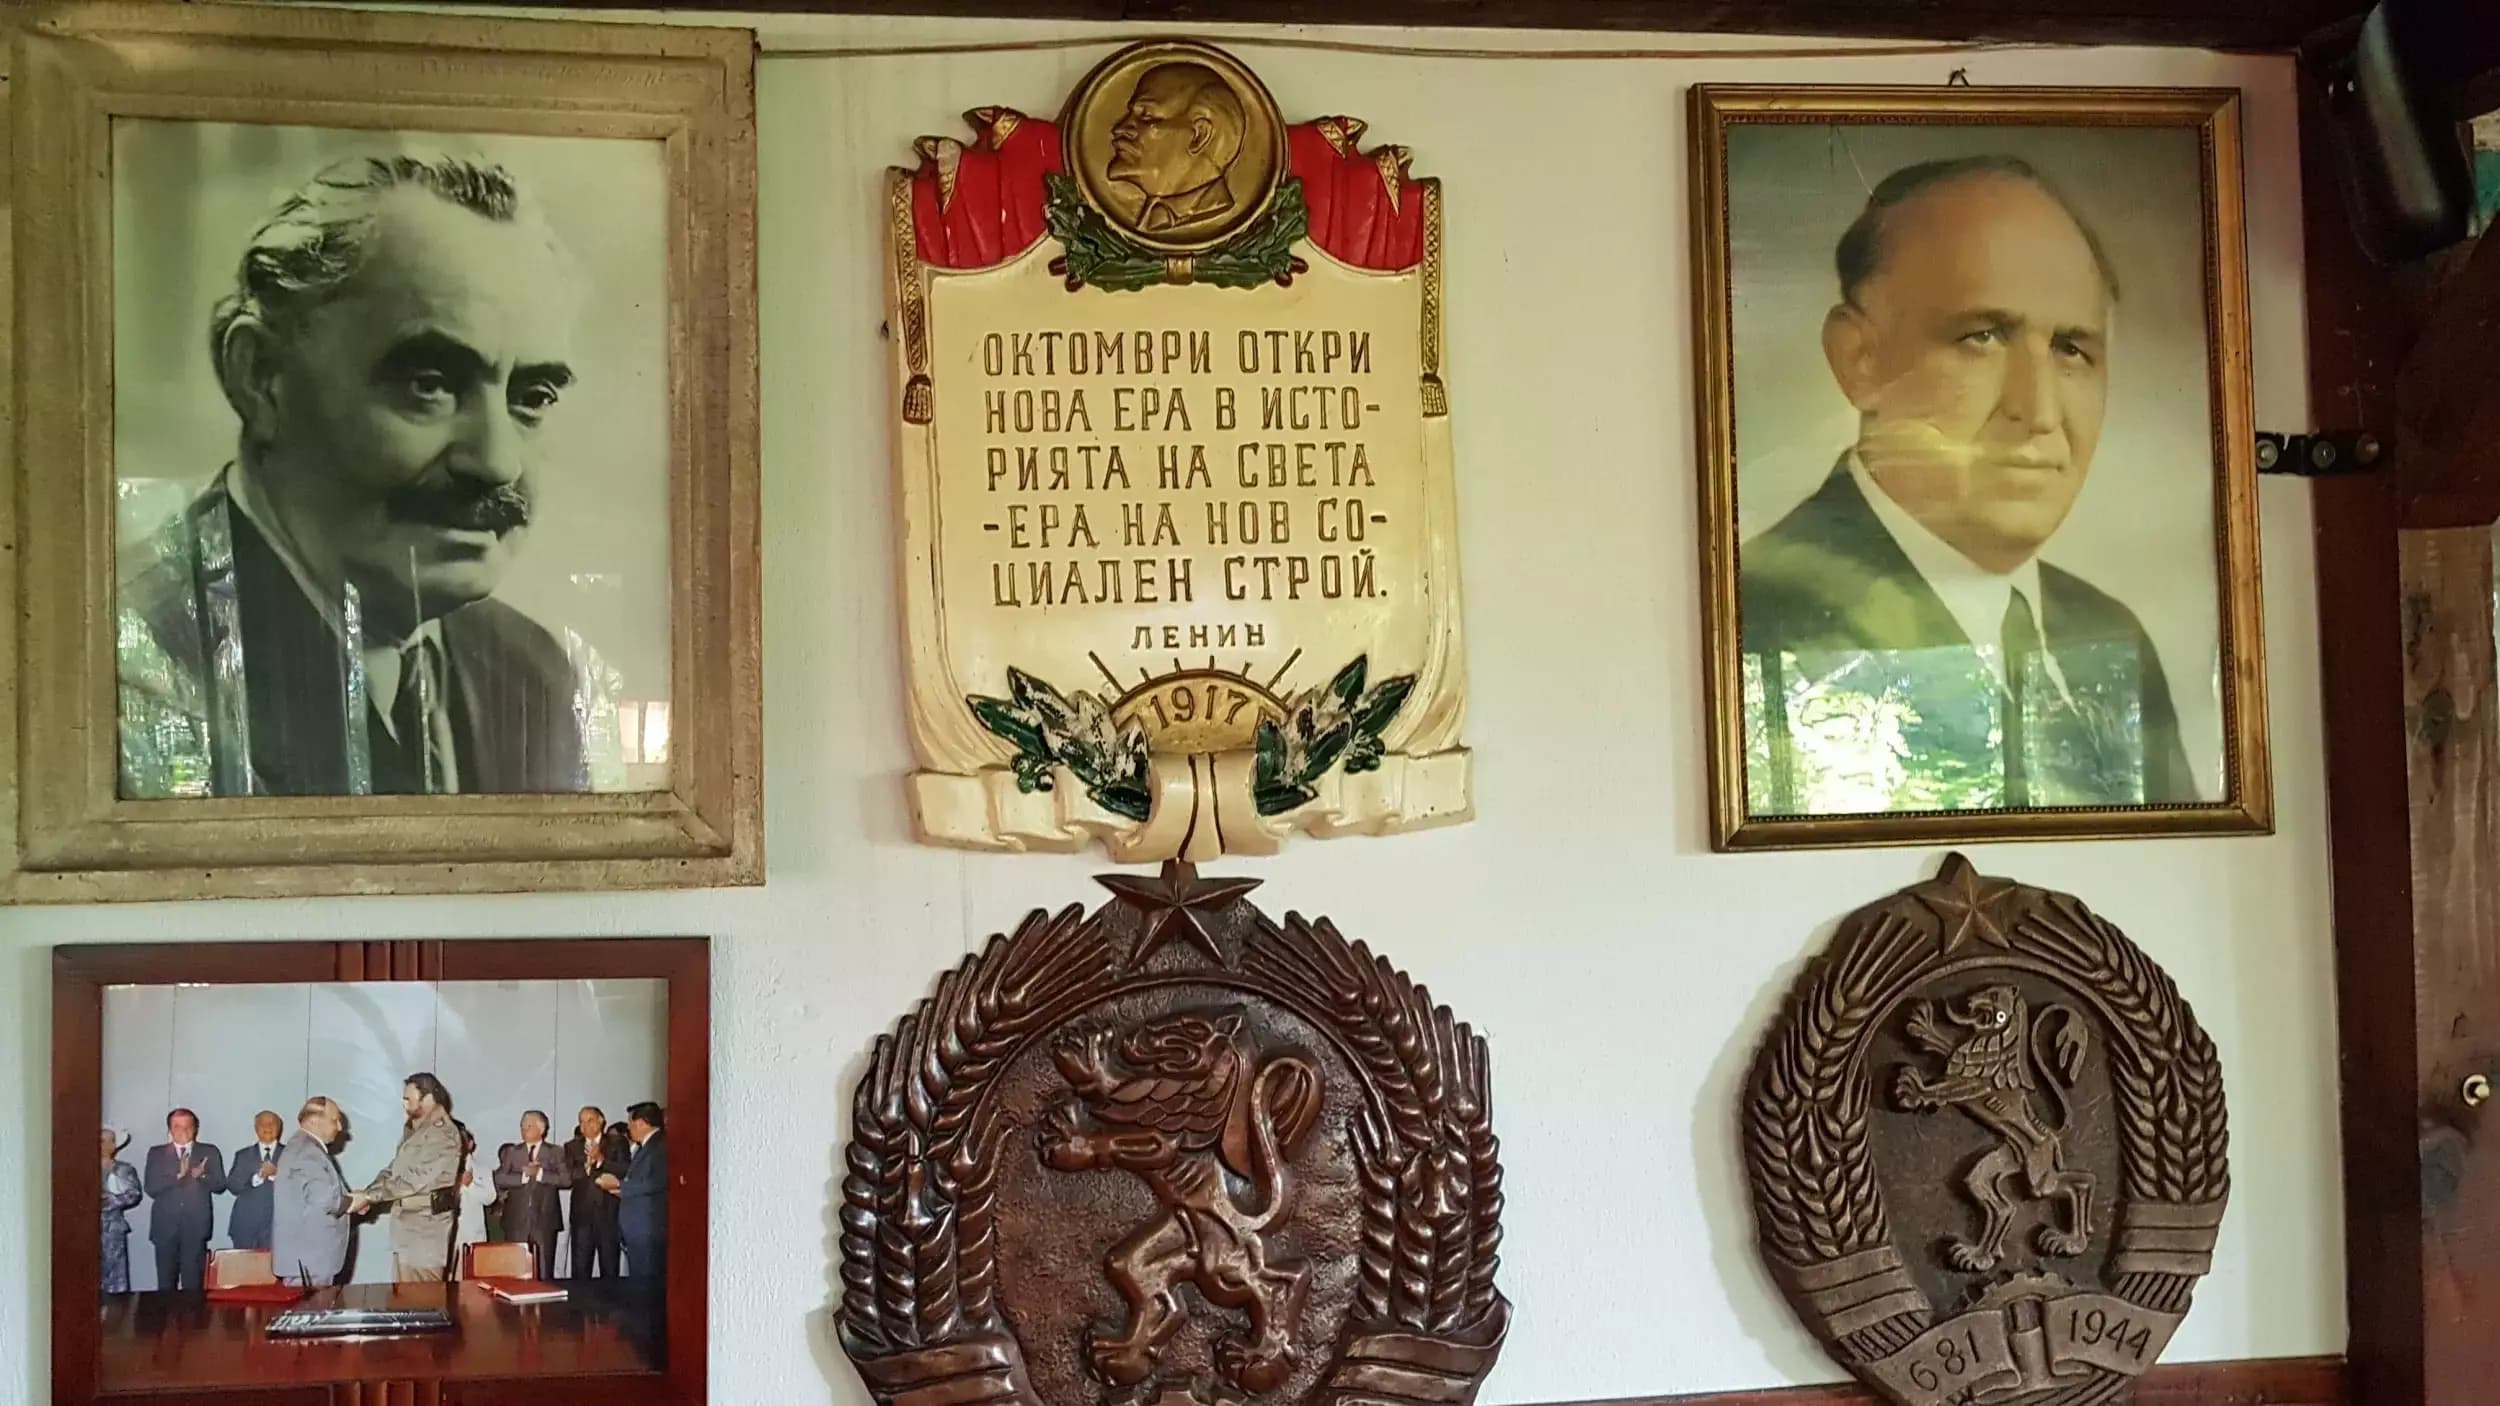 ОКТОМВРИ ОТКРИ
НОВА ЕРА В ИСТО-
РИЯТА НА СВЕТА
-ЕРА НА НОВ СО-
ЦИАЛЕН СТРОЙ.
ЛЕНИН
1917
681 1944